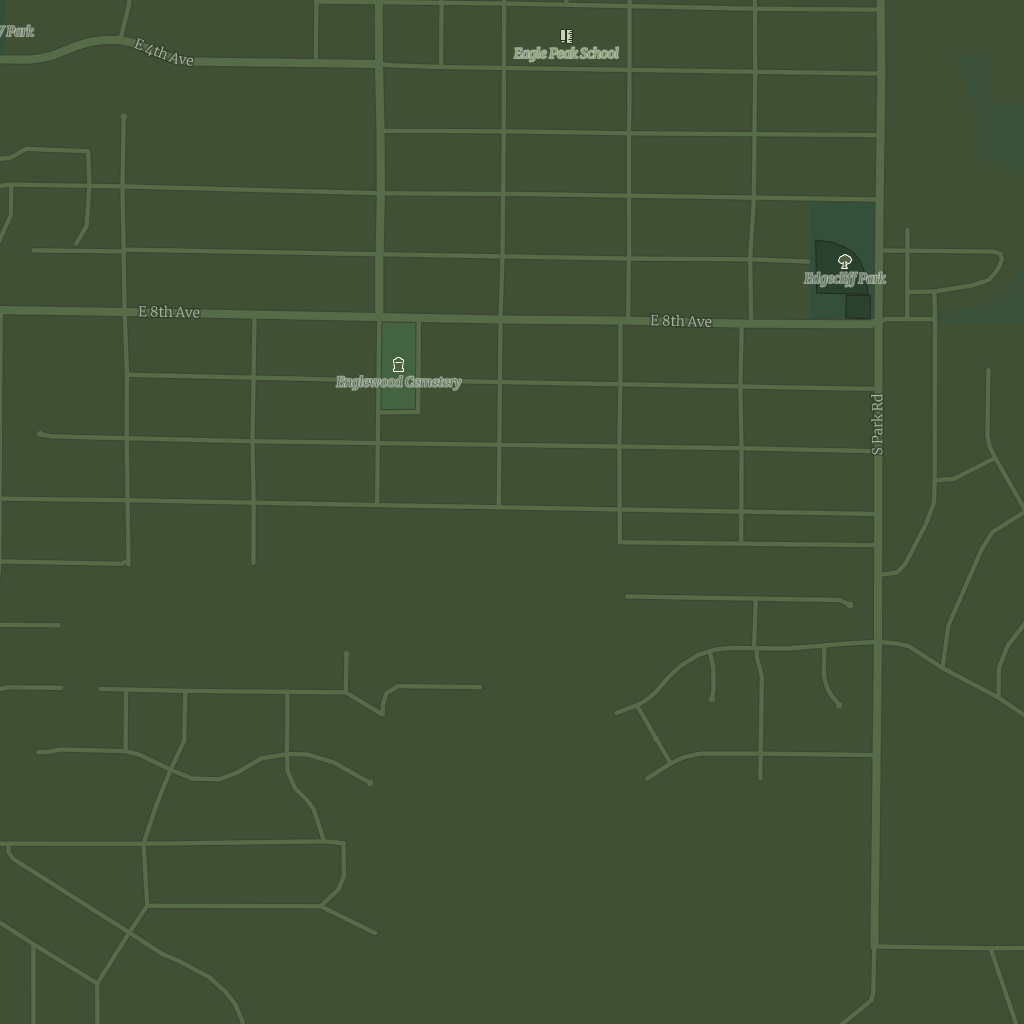 Park
E 4th Ave
Eagle Peak School
Edgecliff Park
E 8th Ave
E 8th Ave
Englewood Cemetery
S Park Rd